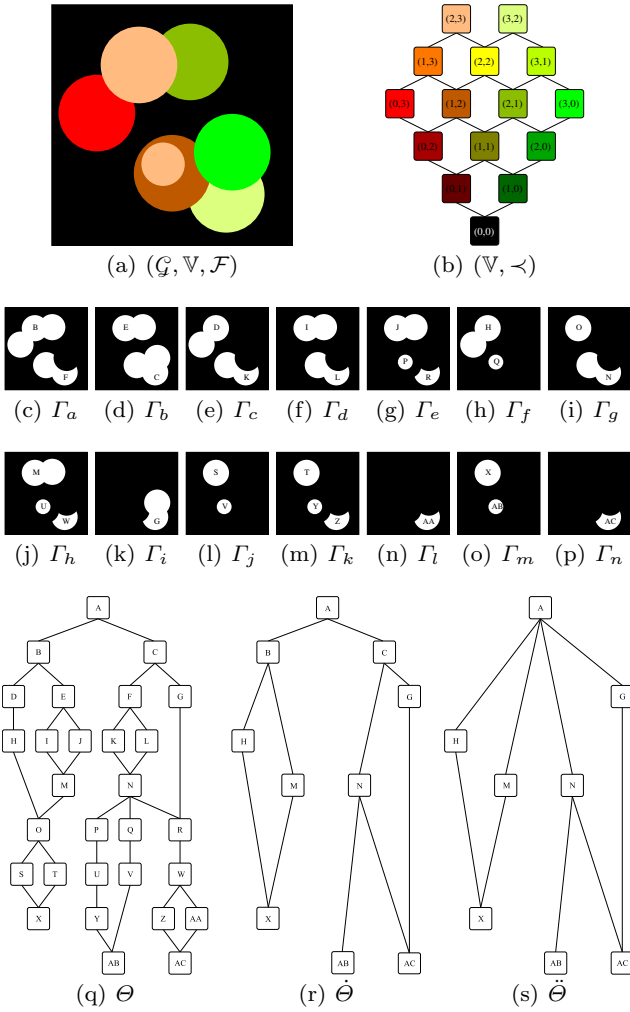 (2,3) (3,2)
(1,3) (2,2) (3,1)
(0,3) (1,2) (2,1) (3,0)
(0,2) (1,1) (2,0)
(0,1) (1,0)
(0,0)
(a) (𝒢, 𝕍, ℱ) (b) (𝕍, ≺)
B F E C D K I L J P R H Q O N
(c) Γa (d) Γb (e) Γc (f) Γd (g) Γe (h) Γf (i) Γg
M U W G S V T Y Z AA X AB AC
(j) Γh (k) Γi (l) Γj (m) Γk (n) Γl (o) Γm (p) Γn
A A A
B C B C
D E F G G G
H I J K L H M N H M N
M N
O P Q R
S T U V W
X Y Z AA X X
AB AC AB AC AB AC
(q) Θ (r) Θ̇ (s) Θ̈